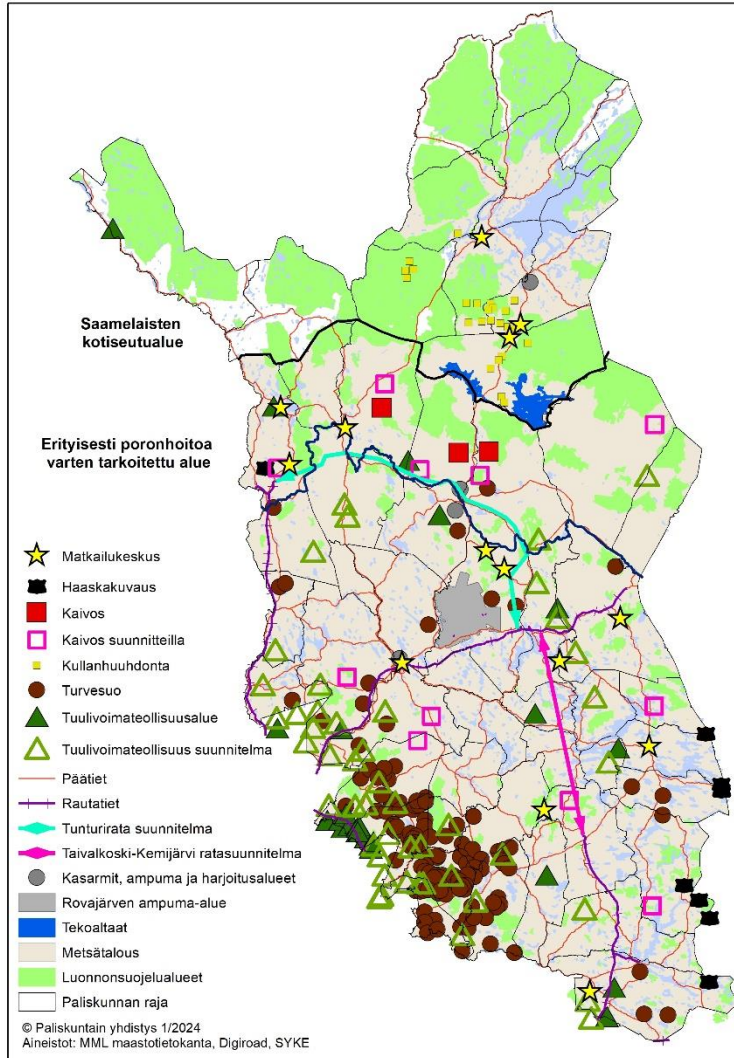 Saamelaisten
kotiseutualue
Erityisesti poronhoitoa
varten tarkoitettu alue
Matkailukeskus
Haaskakuvaus
Kaivos
Kaivos suunnitteilla
Kullanhuuhdonta
Turvesuo
Tuulivoimateollisuusalue
Tuulivoimateollisuus suunnitelma
Päätiet
Rautatiet
Tunturirata suunnitelma
Taivalkoski-Kemijärvi ratasuunnitelma
Kasarmit, ampuma ja harjoitusalueet
Rovajärven ampuma-alue
Tekoaltaat
Metsätalous
Luonnonsuojelualueet
Paliskunnan raja
© Paliskuntain yhdistys 1/2024
Aineistot: MML maastotietokanta, Digiroad, SYKE